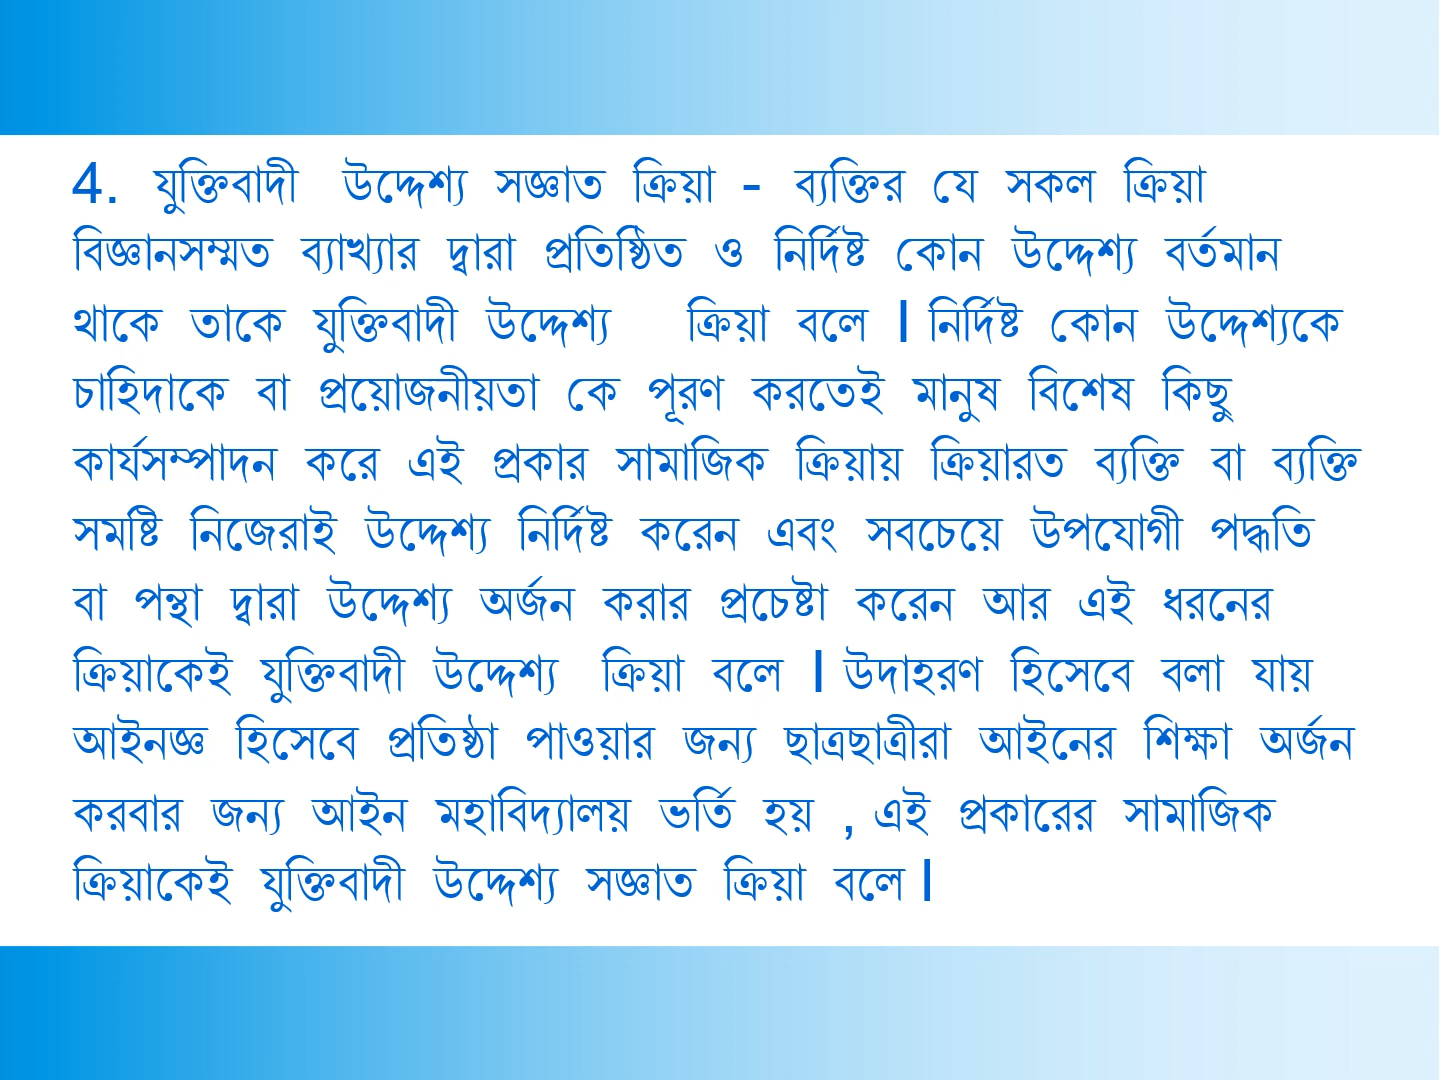 4. যুক্তিবাদী উদ্দেশ্য সজ্ঞাত ক্রিয়া - ব্যক্তির যে সকল ক্রিয়া
বিজ্ঞানসম্মত ব্যাখ্যার দ্বারা প্রতিষ্ঠিত ও নির্দিষ্ট কোন উদ্দেশ্য বর্তমান
থাকে তাকে যুক্তিবাদী উদ্দেশ্য ক্রিয়া বলে l নির্দিষ্ট কোন উদ্দেশ্যকে
চাহিদাকে বা প্রয়োজনীয়তা কে পূরণ করতেই মানুষ বিশেষ কিছু
কার্যসম্পাদন করে এই প্রকার সামাজিক ক্রিয়ায় ক্রিয়ারত ব্যক্তি বা ব্যক্তি
সমষ্টি নিজেরাই উদ্দেশ্য নির্দিষ্ট করেন এবং সবচেয়ে উপযোগী পদ্ধতি
বা পন্থা দ্বারা উদ্দেশ্য অর্জন করার প্রচেষ্টা করেন আর এই ধরনের
ক্রিয়াকেই যুক্তিবাদী উদ্দেশ্য ক্রিয়া বলে l উদাহরণ হিসেবে বলা যায়
আইনজ্ঞ হিসেবে প্রতিষ্ঠা পাওয়ার জন্য ছাত্রছাত্রীরা আইনের শিক্ষা অর্জন
করবার জন্য আইন মহাবিদ্যালয় ভর্তি হয় , এই প্রকারের সামাজিক
ক্রিয়াকেই যুক্তিবাদী উদ্দেশ্য সজ্ঞাত ক্রিয়া বলে l